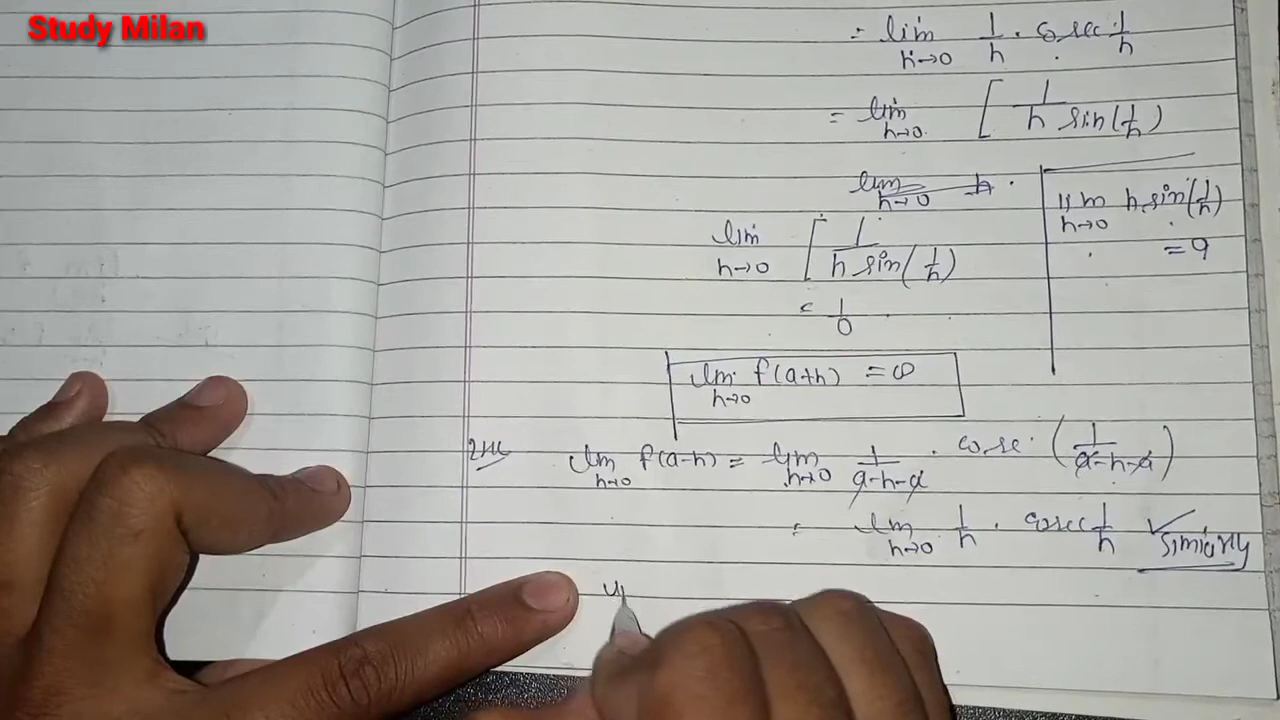 Study Milan
= lim h→0 1/h · cosec 1/h
= lim h→0 [ 1 / h sin(1/h)
lim h→0
lim h→0 h sin(1/h)
= 0
lim h→0 [ 1 / h sin(1/h)
= 1/0
lim h→0 f(a+h) = ∞
lim h→0 f(a-h) = lim h→0 1/a-h-a · cosec (1/a-h-a)
= lim h→0 1/h · cosec 1/h ✓ Similarly